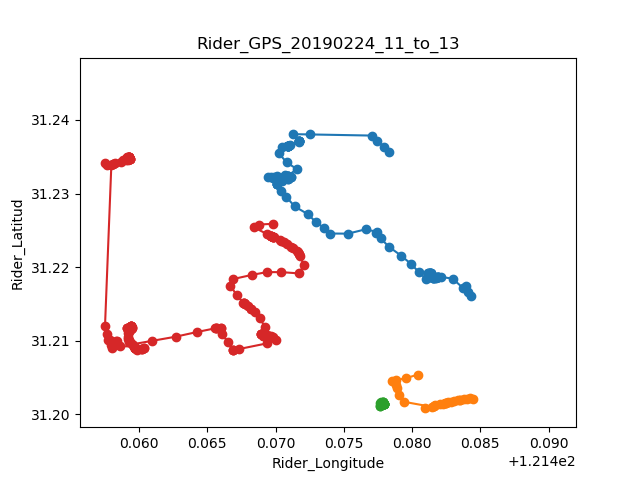 Rider_GPS_20190224_11_to_13
31.24
31.23
31.22
31.21
31.20
Rider_Latitud
0.060 0.065 0.070 0.075 0.080 0.085 0.090
Rider_Longitude
+1.214e2